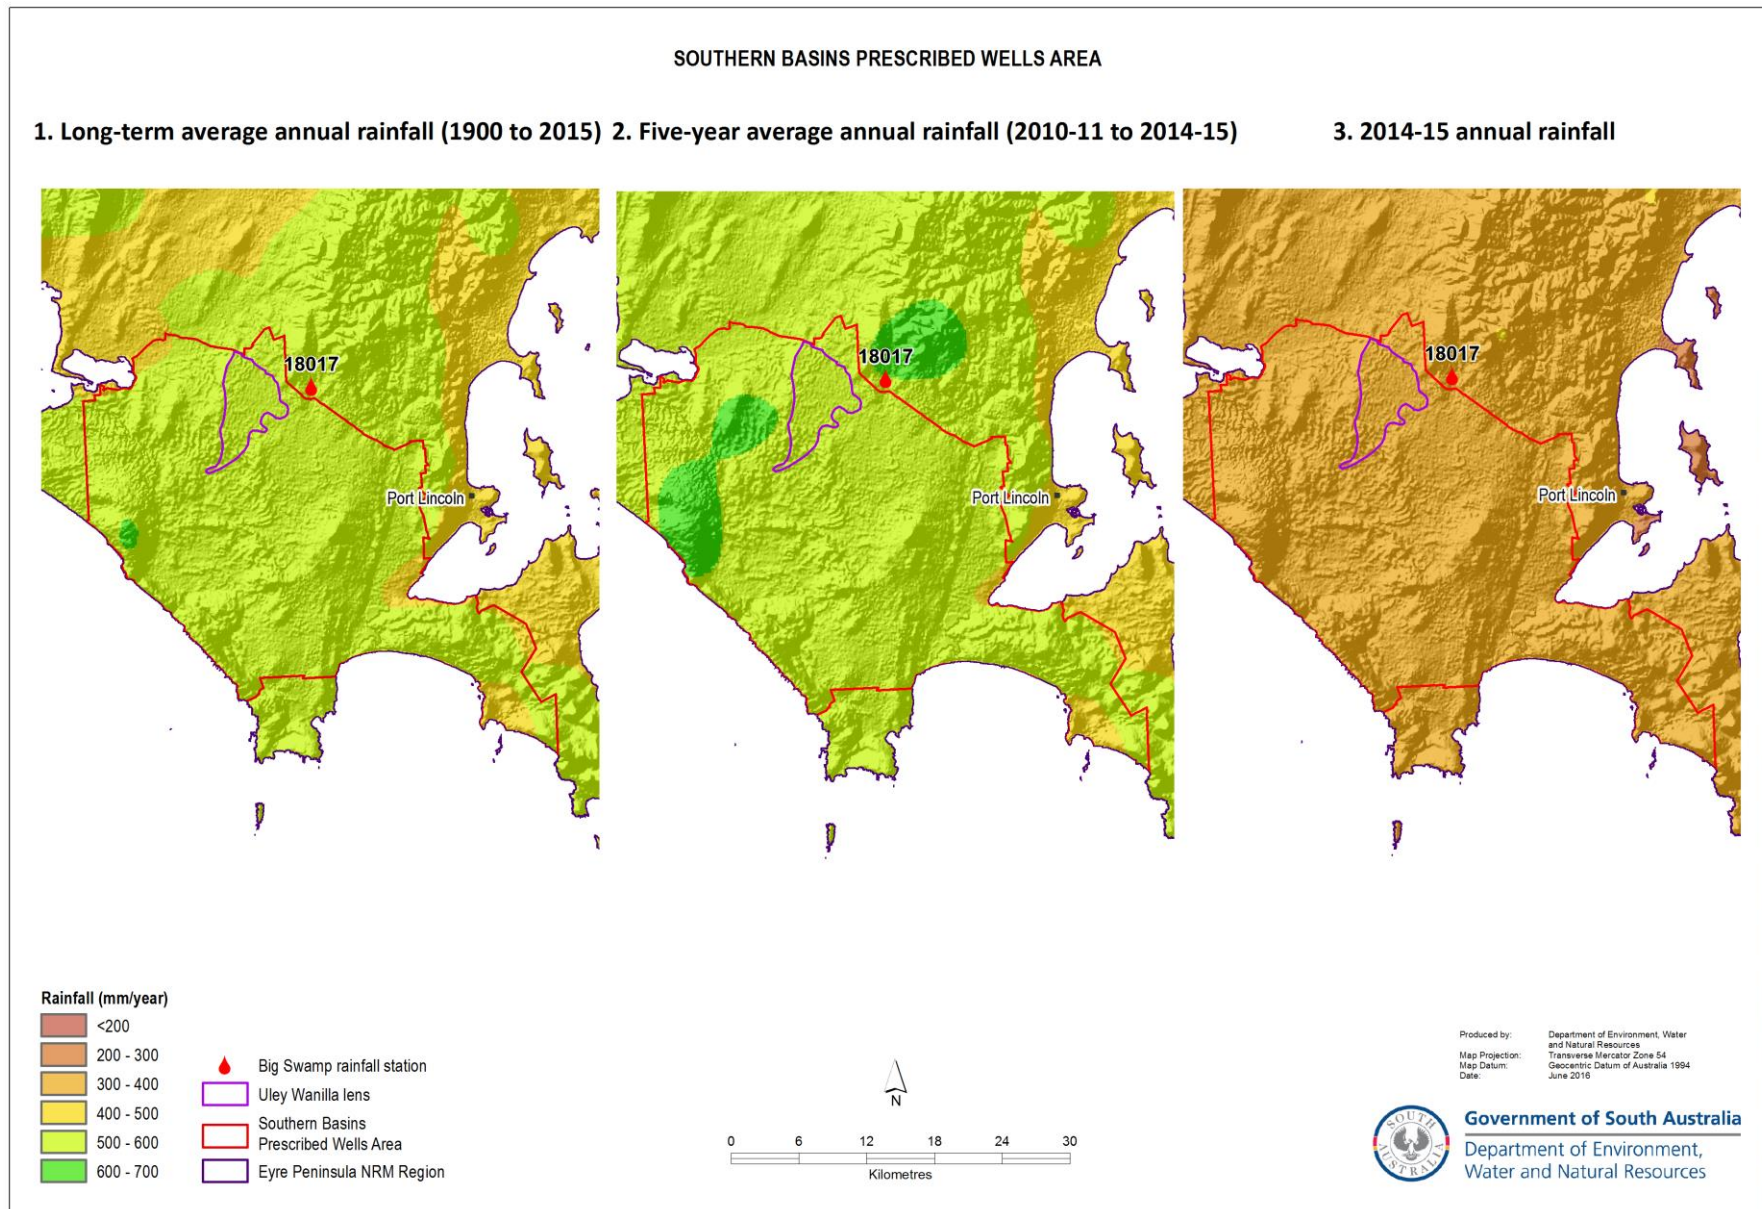 SOUTHERN BASINS PRESCRIBED WELLS AREA
1. Long-term average annual rainfall (1900 to 2015)
2. Five-year average annual rainfall (2010-11 to 2014-15)
3. 2014-15 annual rainfall
18017
Port Lincoln
18017
Port Lincoln
18017
Port Lincoln
Rainfall (mm/year)
<200
200 - 300
300 - 400
400 - 500
500 - 600
600 - 700
Big Swamp rainfall station
Uley Wanilla lens
Southern Basins
Prescribed Wells Area
Eyre Peninsula NRM Region
N
0 6 12 18 24 30
Kilometres
Produced by: Department of Environment, Water
and Natural Resources
Map Projection: Transverse Mercator Zone 54
Map Datum: Geocentric Datum of Australia 1994
Date: June 2016
SOUTH
AUSTRALIA
Government of South Australia
Department of Environment,
Water and Natural Resources